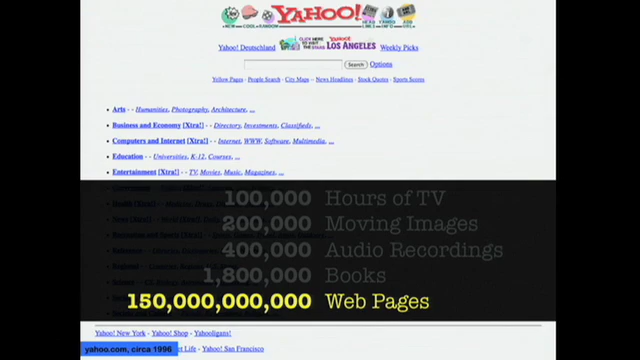 YAHOO!
NEW COOL RANDOM
Yahoo! Deutschland
LOS ANGELES
Weekly Picks
Search Options
Yellow Pages - People Search - City Maps -- News Headlines - Stock Quotes - Sports Scores
Arts - - Humanities, Photography, Architecture, ...
Business and Economy [Xtra!] - - Directory, Investments, Classifieds, ...
Computers and Internet [Xtra!] - - Internet, WWW, Software, Multimedia, ...
Education - - Universities, K-12, Courses, ...
Entertainment [Xtra!] - - TV, Movies, Music, Magazines, ...
100,000 Hours of TV
200,000 Moving Images
400,000 Audio Recordings
1,800,000 Books
150,000,000,000 Web Pages
Yahoo! New York - Yahoo! Shop - Yahooligans!
yahoo.com, circa 1996
Life - Yahoo! San Francisco